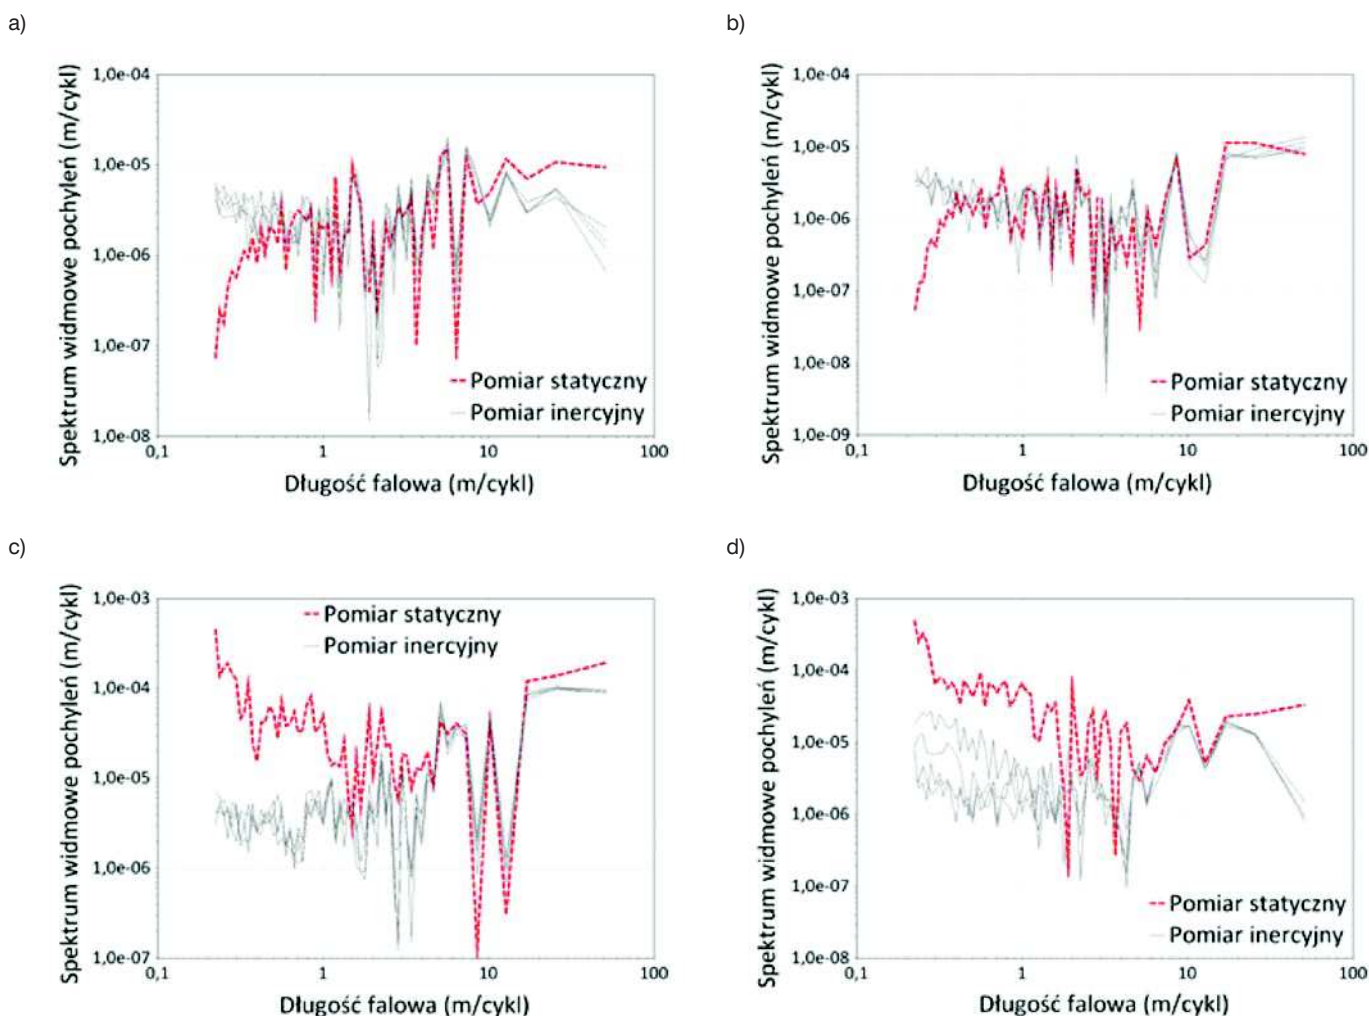 a)
b)
Spektrum widmowe pochyleń (m/cykl)
1,0e-04
1,0e-05
1,0e-06
1,0e-07
1,0e-08
0,1
1
10
100
Pomiar statyczny
Pomiar inercyjny
Długość falowa (m/cykl)
Spektrum widmowe pochyleń (m/cykl)
1,0e-04
1,0e-05
1,0e-06
1,0e-07
1,0e-08
1,0e-09
0,1
1
10
100
Pomiar statyczny
Pomiar inercyjny
Długość falowa (m/cykl)
c)
d)
Spektrum widmowe pochyleń (m/cykl)
1,0e-03
1,0e-04
1,0e-05
1,0e-06
1,0e-07
0,1
1
10
100
Pomiar statyczny
Pomiar inercyjny
Długość falowa (m/cykl)
Spektrum widmowe pochyleń (m/cykl)
1,0e-03
1,0e-04
1,0e-05
1,0e-06
1,0e-07
1,0e-08
0,1
1
10
100
Pomiar statyczny
Pomiar inercyjny
Długość falowa (m/cykl)